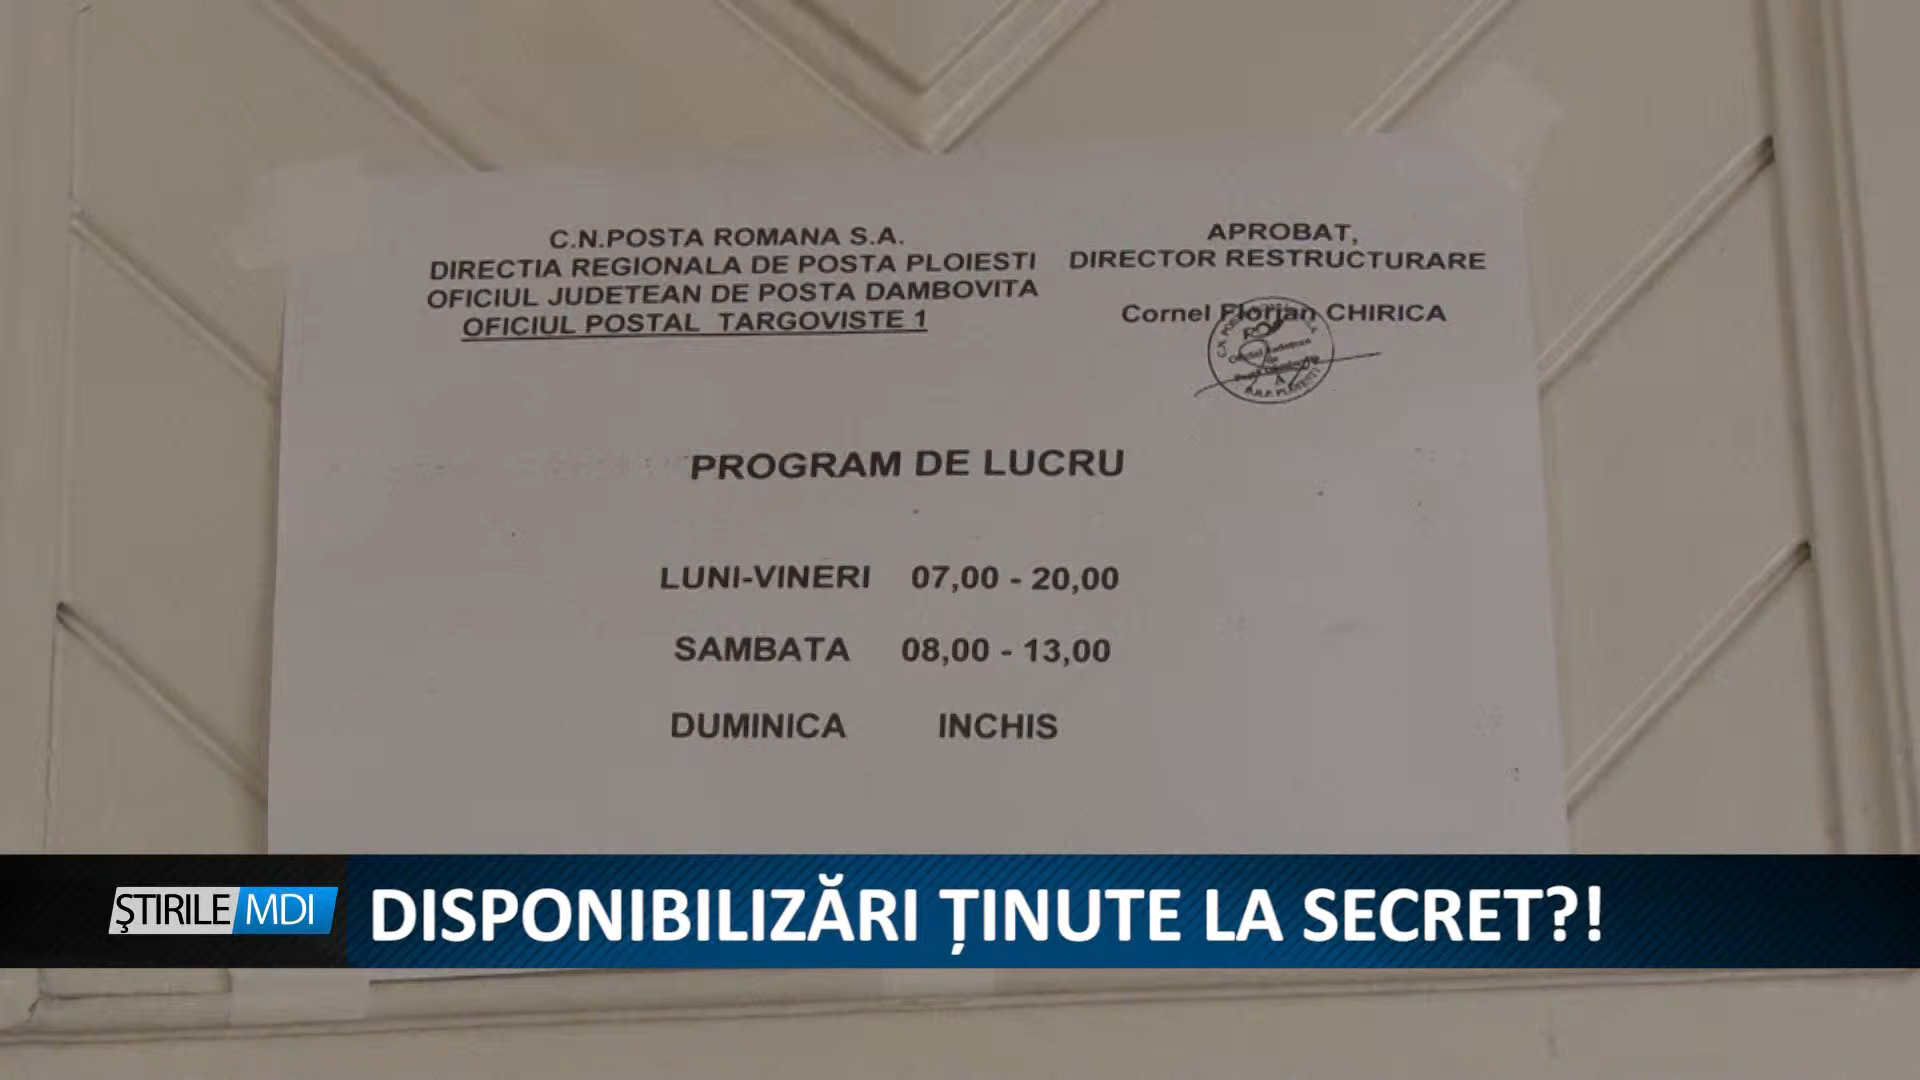 C.N.POSTA ROMANA S.A.
DIRECTIA REGIONALA DE POSTA PLOIESTI
OFICIUL JUDETEAN DE POSTA DAMBOVITA
OFICIUL POSTAL TARGOVISTE 1
APROBAT,
DIRECTOR RESTRUCTURARE
Cornel Florian CHIRICA
PROGRAM DE LUCRU
LUNI-VINERI 07,00 - 20,00
SAMBATA 08,00 - 13,00
DUMINICA INCHIS
ŞTIRILE MDI
DISPONIBILIZĂRI ȚINUTE LA SECRET?!